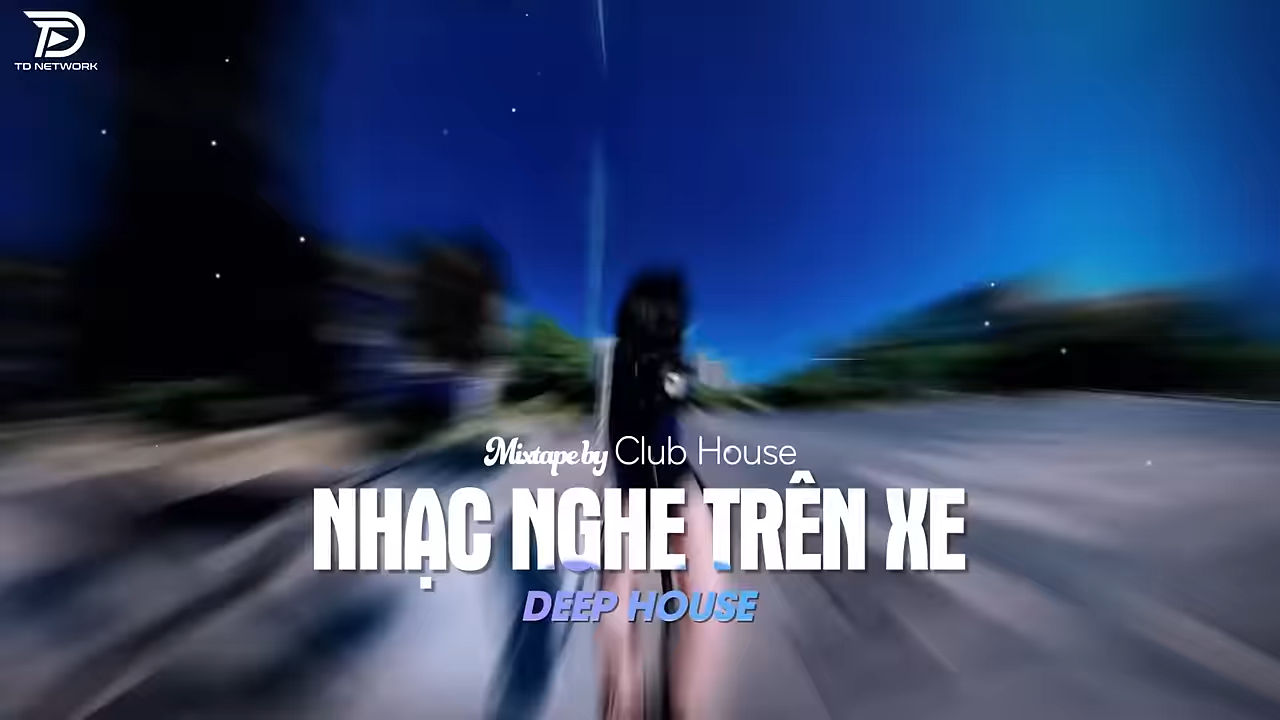 TD NETWORK
Mixtape by Club House
NHẠC NGHE TRÊN XE
DEEP HOUSE